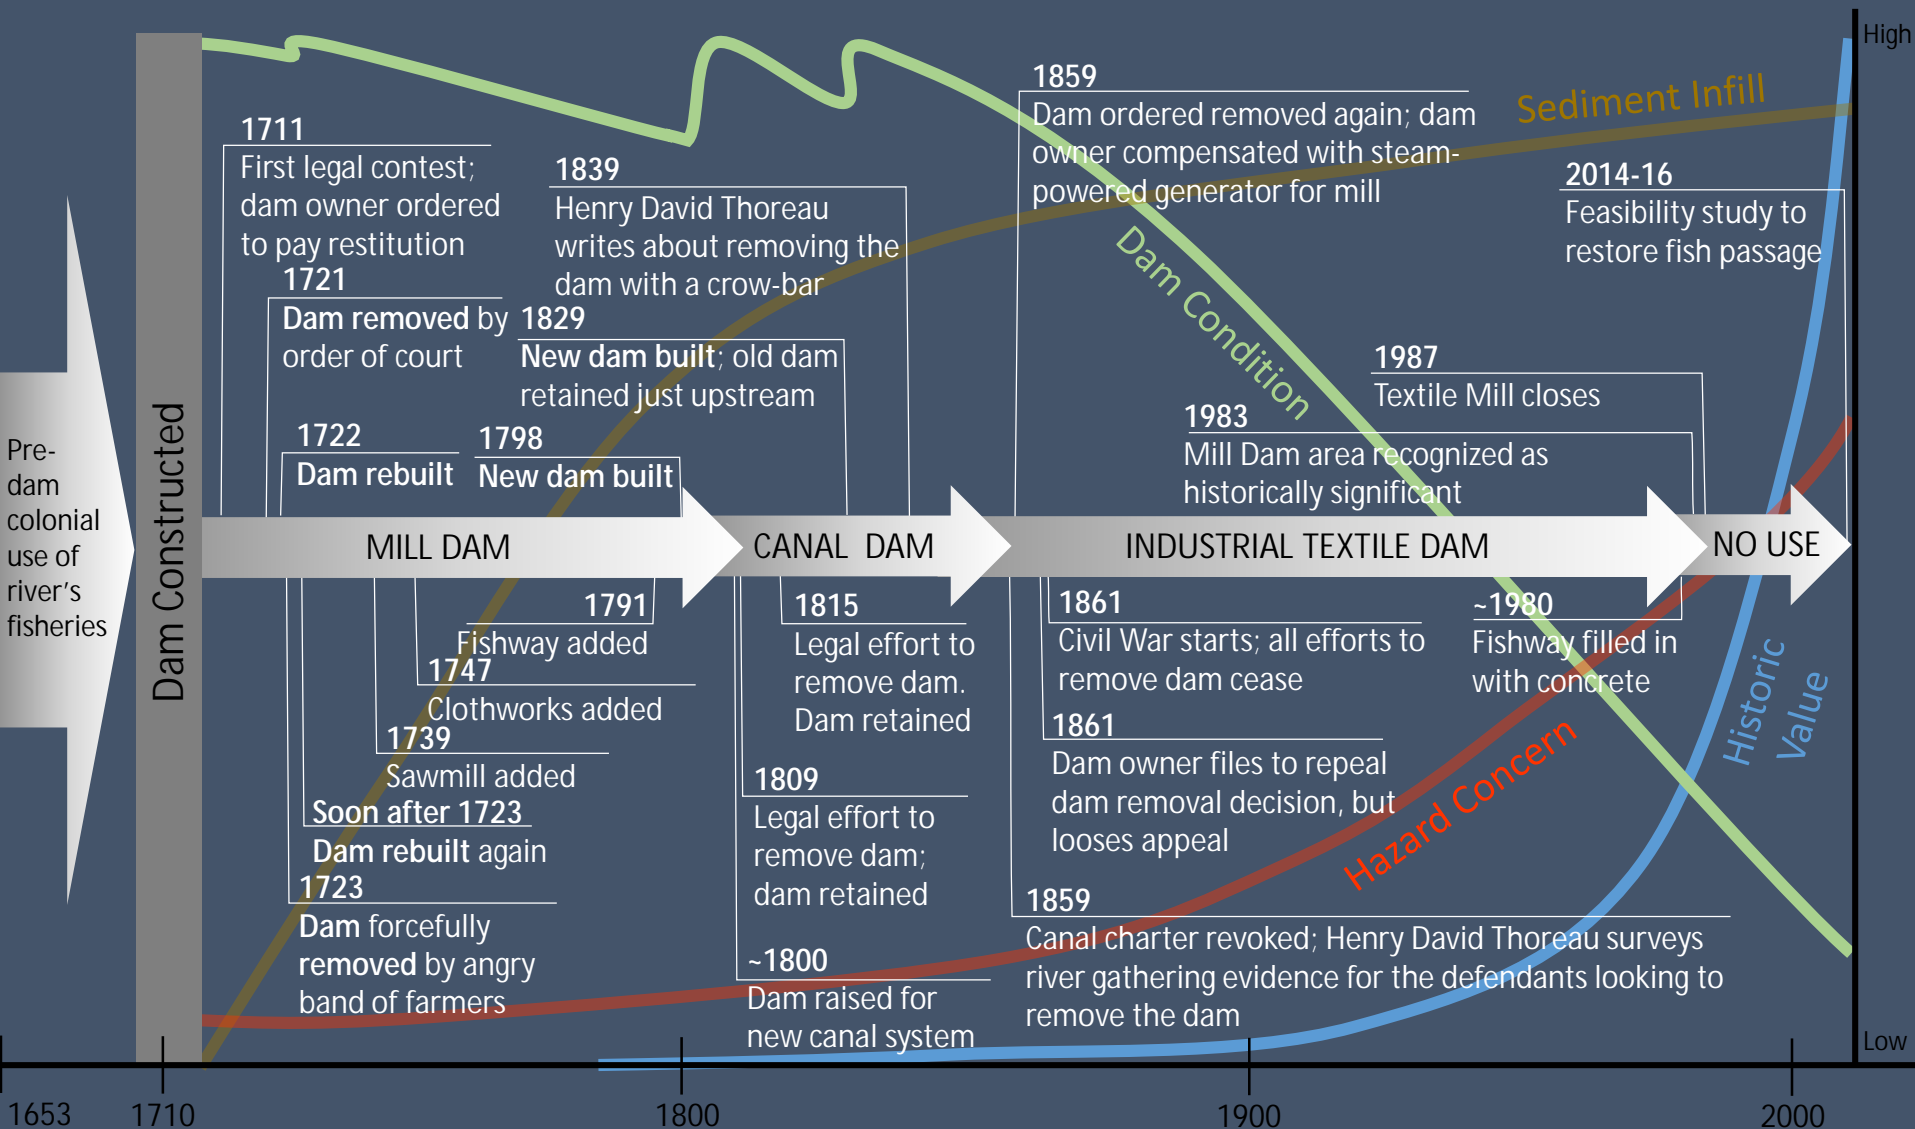 High
1859
Dam ordered removed again; dam
owner compensated with steam-
powered generator for mill
Sediment Infill
1711
First legal contest;
dam owner ordered
to pay restitution
1839
Henry David Thoreau
writes about removing the
dam with a crow-bar
2014-16
Feasibility study to
restore fish passage
Dam Condition
1721
Dam removed by
order of court
1829
New dam built; old dam
retained just upstream
1987
Textile Mill closes
1983
Mill Dam area recognized as
historically significant
1722
Dam rebuilt
1798
New dam built
Pre-
dam
colonial
use of
river's
fisheries
Dam Constructed
MILL DAM
CANAL DAM
INDUSTRIAL TEXTILE DAM
NO USE
1791
Fishway added
1747
Clothworks added
1739
Sawmill added
Soon after 1723
Dam rebuilt again
1723
Dam forcefully
removed by angry
band of farmers
1815
Legal effort to
remove dam.
Dam retained
1809
Legal effort to
remove dam;
dam retained
~1800
Dam raised for
new canal system
1861
Civil War starts; all efforts to
remove dam cease
1861
Dam owner files to repeal
dam removal decision, but
looses appeal
1859
Canal charter revoked; Henry David Thoreau surveys
river gathering evidence for the defendants looking to
remove the dam
~1980
Fishway filled in
with concrete
Hazard Concern
Historic
Value
Low
1653
1710
1800
1900
2000